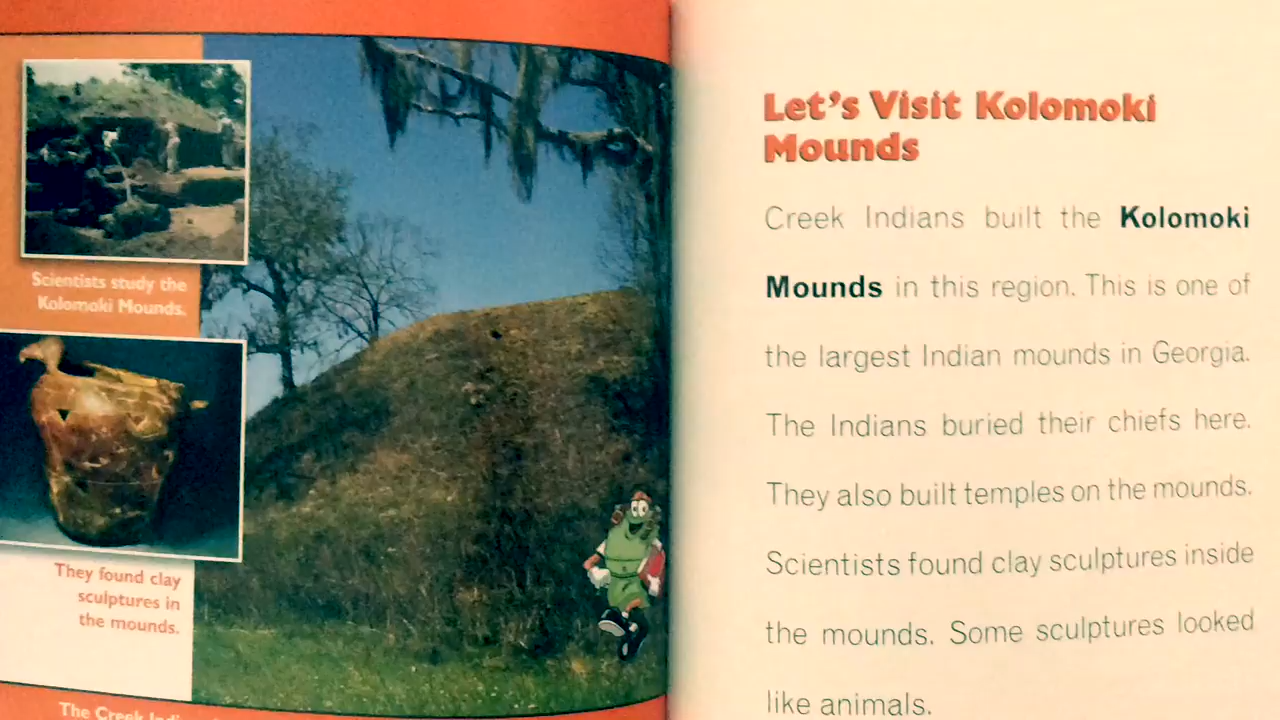 Scientists study the
Kolomoki Mounds.
They found clay
sculptures in
the mounds.
The Creek
Let's Visit Kolomoki
Mounds
Creek Indians built the Kolomoki
Mounds in this region. This is one of
the largest Indian mounds in Georgia.
The Indians buried their chiefs here.
They also built temples on the mounds.
Scientists found clay sculptures inside
the mounds. Some sculptures looked
like animals.